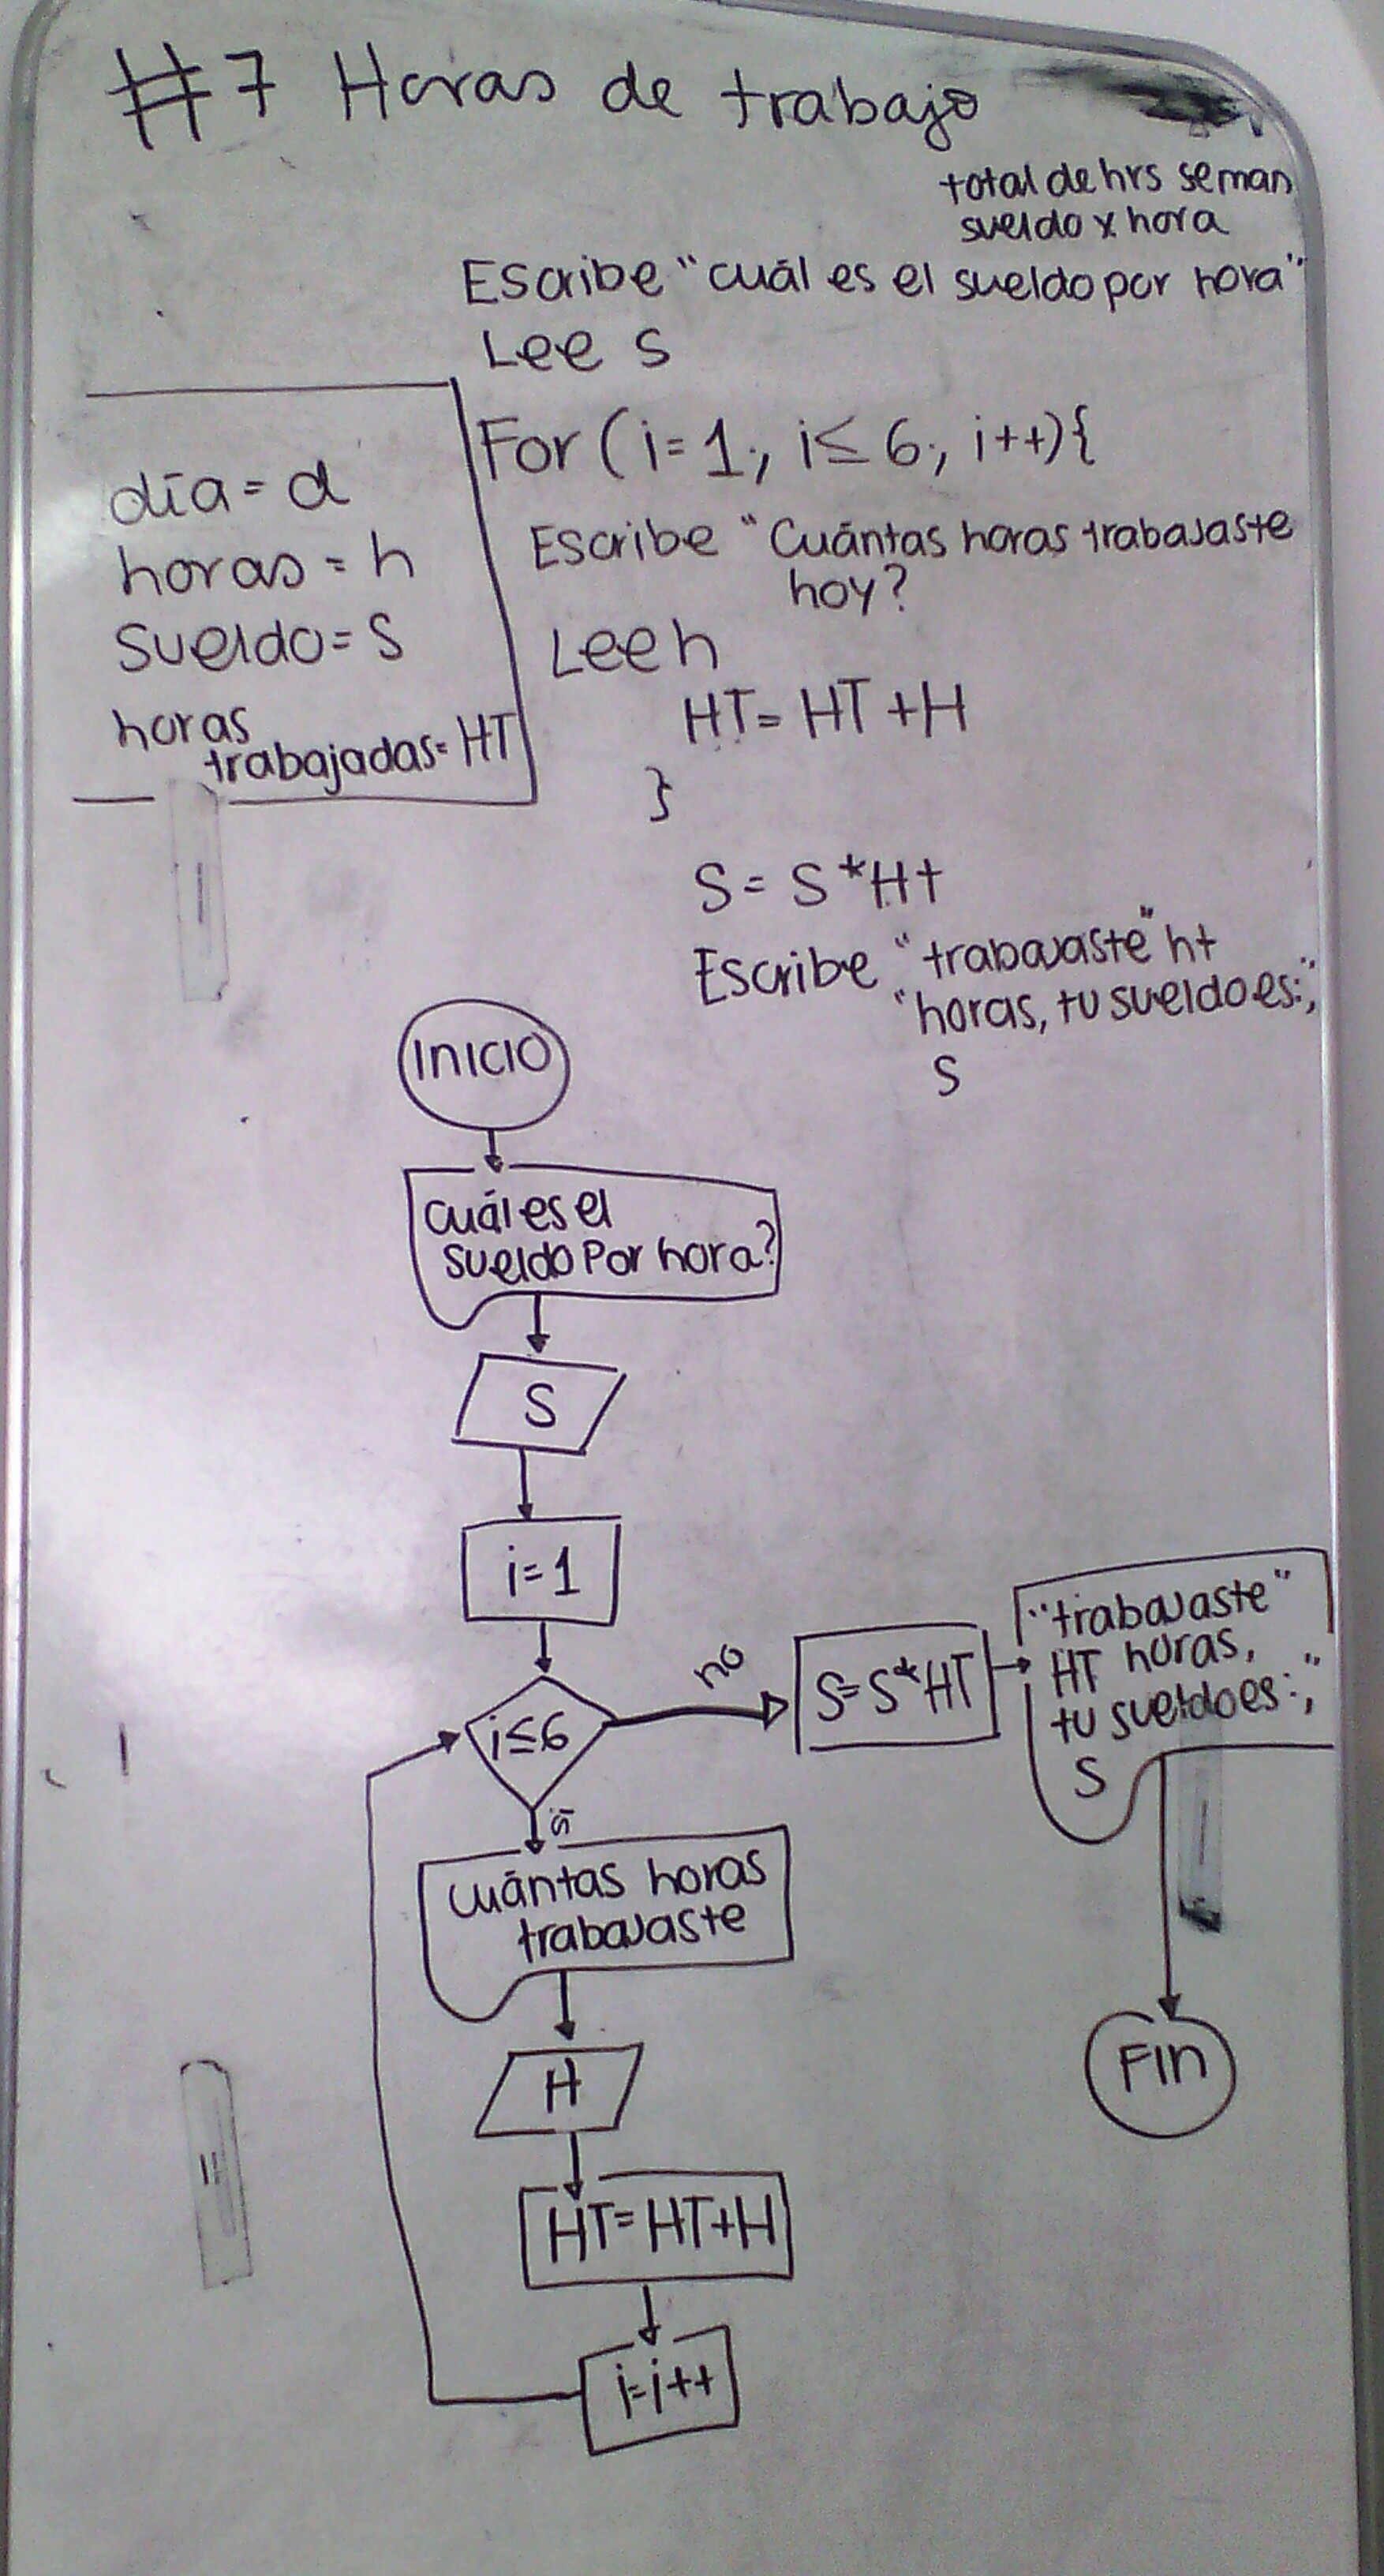 #7 Horas de trabajo
total de hrs seman
sueldo x hora
Escribe "cuál es el sueldo por hora"
Lee s
For (i=1; i≤6; i++){
Escribe "Cuántas horas trabajaste
hoy?
Lee h
HT= HT+H
}
S= S*Ht
Escribe "trabajaste" ht
"horas, tu sueldo es:",
S
día= d
horas= h
sueldo= S
horas
trabajadas= HT
INICIO
Cuál es el
sueldo Por hora?
S
i=1
i≤6
no
S=S*HT
"trabajaste"
HT horas,
tu sueldo es:",
S
si
Cuántas horas
trabajaste
H
HT=HT+H
i=i++
Fin